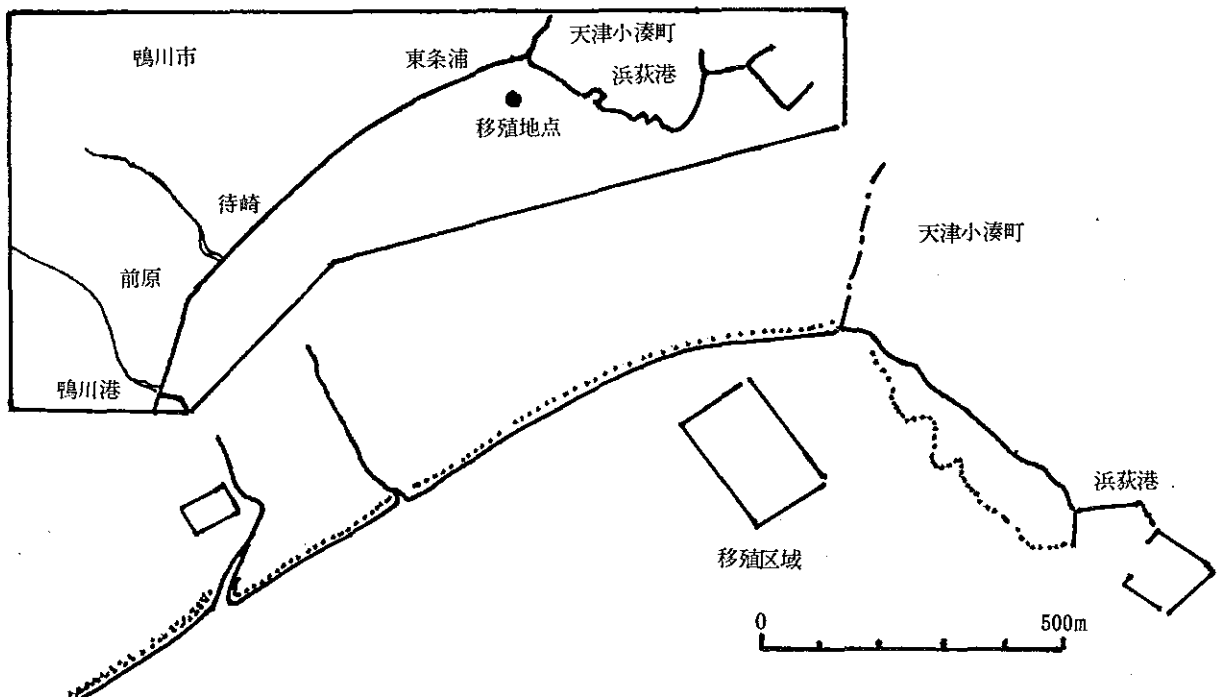 鴨川市
東条浦
天津小湊町
浜荻港
移殖地点
待崎
前原
鴨川港
天津小湊町
浜荻港
移殖区域
0 500m